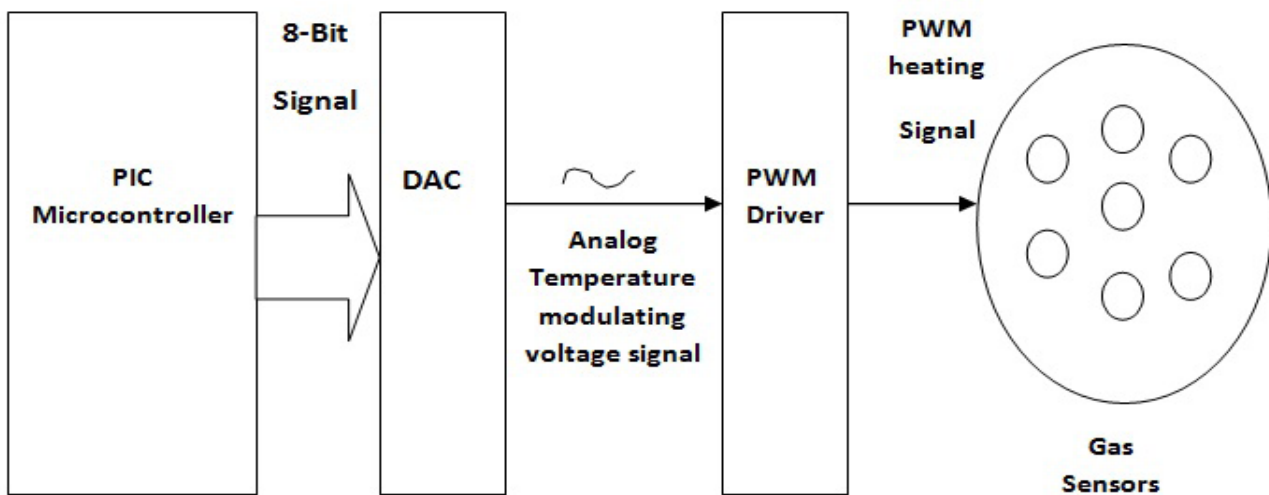 PIC
Microcontroller
8-Bit
Signal
DAC
Analog
Temperature
modulating
voltage signal
PWM
Driver
PWM
heating
Signal
Gas
Sensors